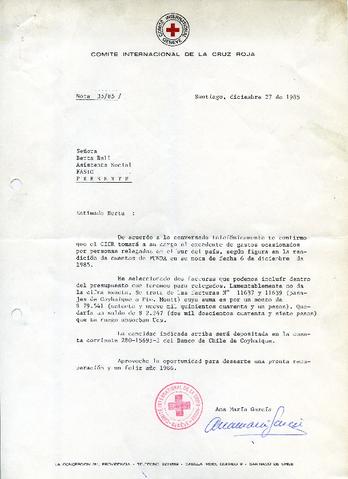 COMITE INTERNATIONAL GENEVE
COMITE INTERNACIONAL DE LA CRUZ ROJA
Nota 35/85 /
Santiago, diciembre 27 de 1985
Señora
Berta
Asistente Social
FASIC
PRESENTE
Estimada Berta :
De acuerdo a lo conversado telefónicamente te confirmo
que el CICR tomará a su cargo el excedente de gastos ocasionados
por personas relegadas en el sur del país, según figura en la ren-
dición de cuentas de en su nota de fecha 6 de diciembre de
1985.
He seleccionado dos facturas que podemos incluír dentro
del presupuesto que tenemos para relegados. Lamentablemente no da
la cifra exacta. Se trata de las facturas N° 11637 y 11639 (pasa-
jes de Coyhaique a Pto. Montt) cuya suma es por un monto de
$ 79.541 (setenta y nueve mil quinientos cuarenta y un pesos). Que-
daría un saldo de $ 2.247 (dos mil doscientos cuarenta y siete pesos)
que te ruego absorban Uds.
La cantidad indicada arriba será depositada en la cuen-
ta corriente del Banco de Chile de Coyhaique.
Aprovecho la oportunidad para desearte una pronta recu-
peración y un feliz año 1986.
Ana María García